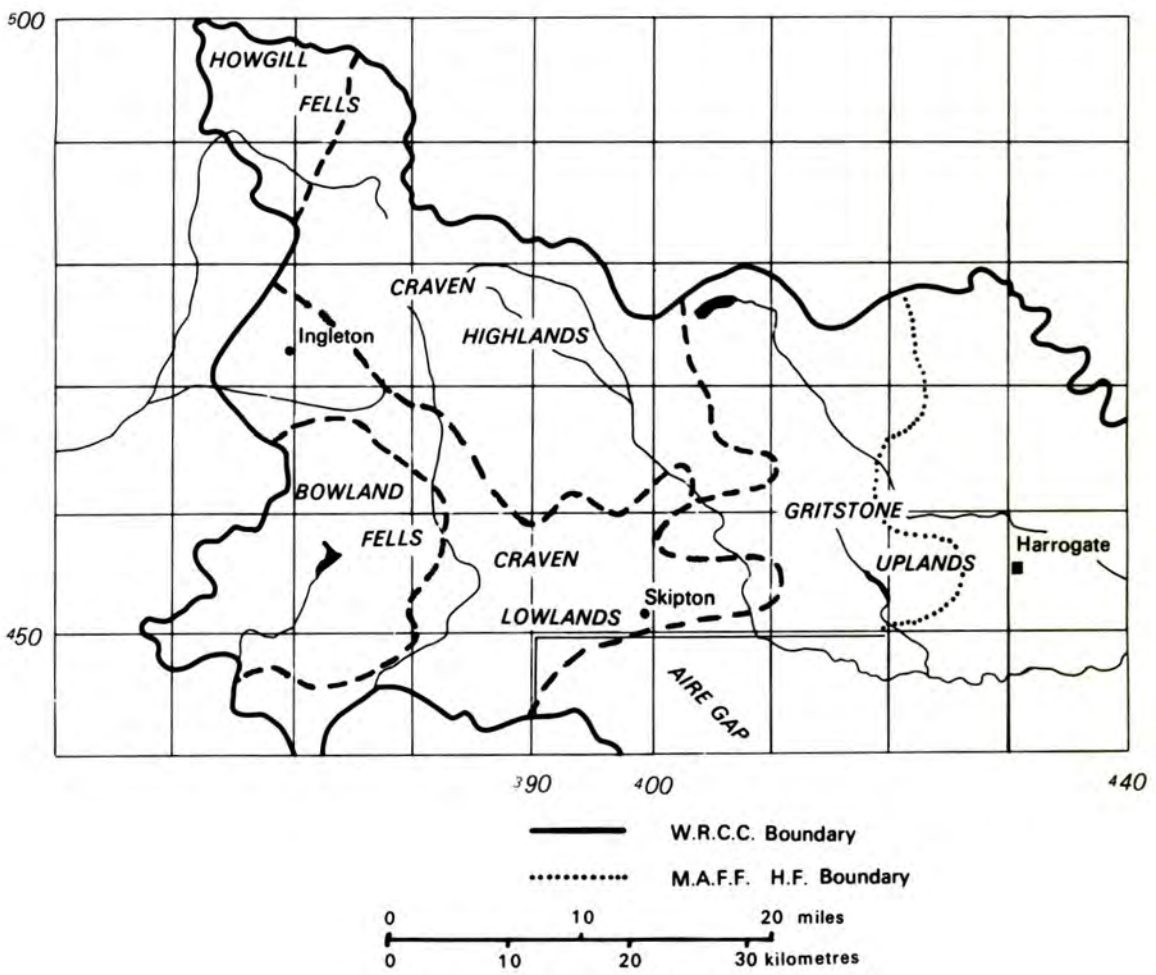 500
HOWGILL
FELLS
CRAVEN
HIGHLANDS
Ingleton
BOWLAND
FELLS
GRITSTONE
UPLANDS
Harrogate
CRAVEN
LOWLANDS
Skipton
450
AIRE GAP
390
400
440
W.R.C.C. Boundary
M.A.F.F. H.F. Boundary
0 10 20 miles
0 10 20 30 kilometres